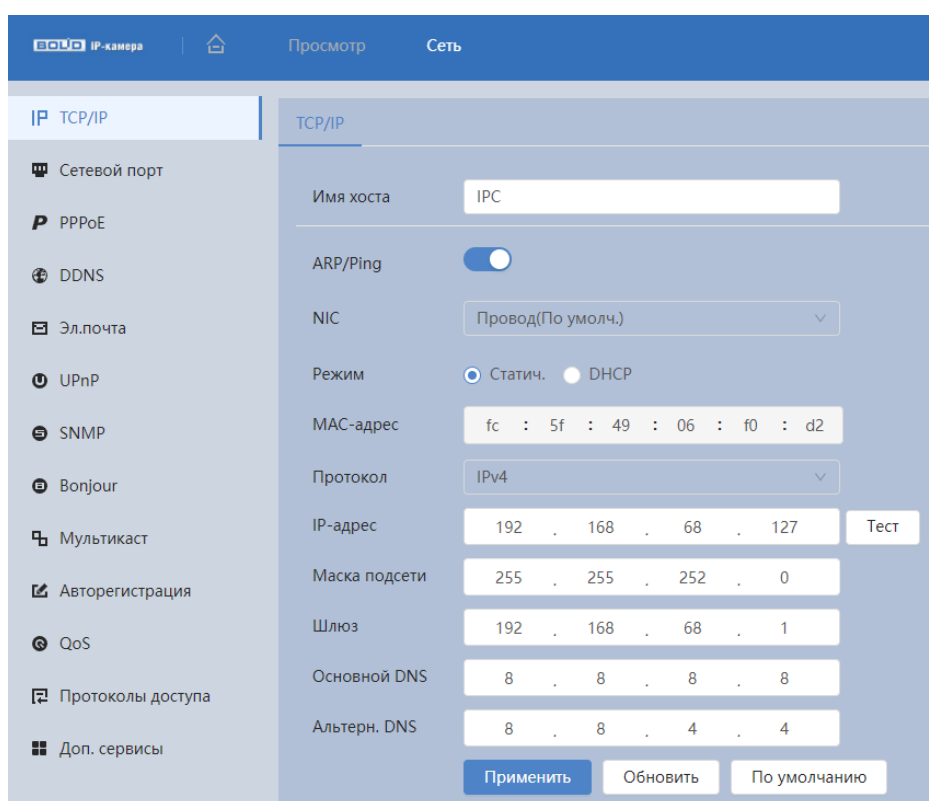 BOLID IP-камера Просмотр Сеть
TCP/IP
Сетевой порт
PPPoE
DDNS
Эл.почта
UPnP
SNMP
Bonjour
Мультикаст
Авторегистрация
QoS
Протоколы доступа
Доп. сервисы
TCP/IP
Имя хоста IPC
ARP/Ping
NIC Провод(По умолч.)
Режим Статич. DHCP
MAC-адрес fc : 5f : 49 : 06 : f0 : d2
Протокол IPv4
IP-адрес 192 . 168 . 68 . 127 Тест
Маска подсети 255 . 255 . 252 . 0
Шлюз 192 . 168 . 68 . 1
Основной DNS 8 . 8 . 8 . 8
Альтерн. DNS 8 . 8 . 4 . 4
Применить Обновить По умолчанию